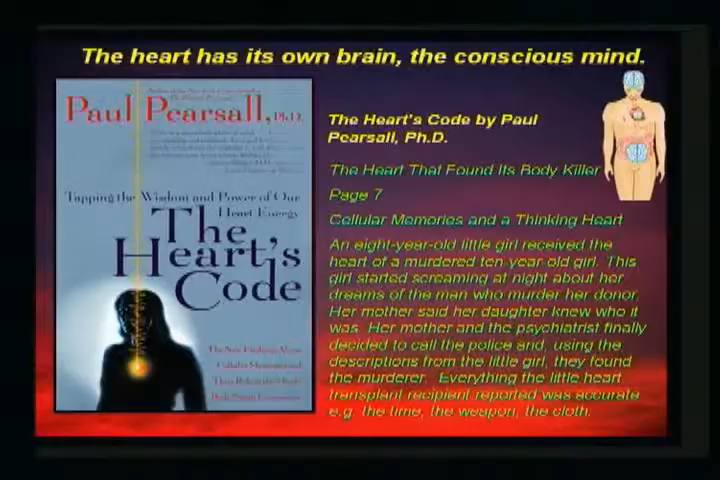 The heart has its own brain, the conscious mind.
Paul Pearsall, Ph.D.
Tapping the Wisdom and Power of Our
Heart Energy
The
Heart's
Code
The Heart's Code by Paul
Pearsall, Ph.D.
The Heart That Found Its Body Killer
Page 7
Cellular Memories and a Thinking Heart
An eight-year-old little girl received the
heart of a murdered ten-year-old girl. This
girl started screaming at night about her
dreams of the man who murder her donor.
Her mother said her daughter knew who it
was. Her mother and the psychiatrist finally
decided to call the police and, using the
descriptions from the little girl, they found
the murderer. Everything the little heart
transplant recipient reported was accurate
e.g. the time, the weapon, the cloth.